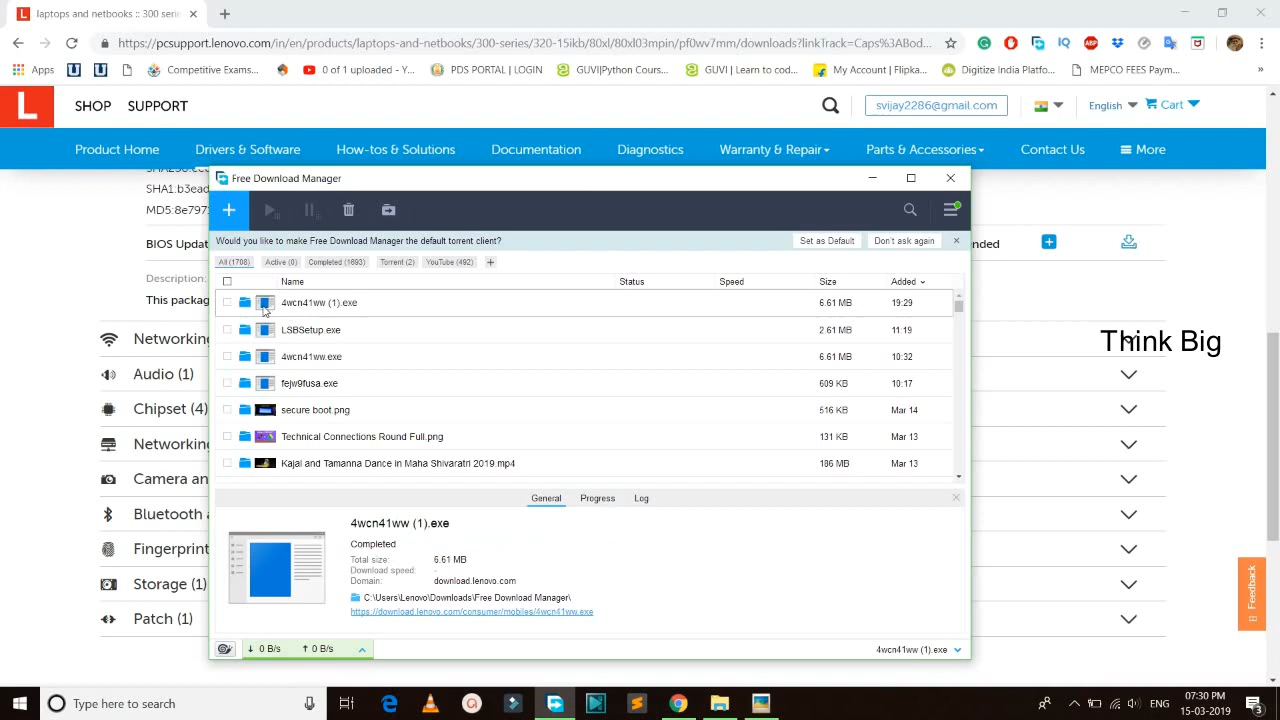 L laptops and netbooks :: 300 serie
https://pcsupport.lenovo.com/in/en/products/laptops-and-netbooks/300-series/320-15ikb/80xl/80xl03mpin/pf0wv7mm/downloads?linkTrack=Caps%3ABod...
Apps Competitive Exams... 0 of 1 uploaded - Y... PDS PORTAL | LOGIN GUVI|Python Cours... GUVI | Learn to cod... My Account | Flipka... Digitize India Platfo... MEPCO FEES Paym... »
L SHOP SUPPORT svijay2286@gmail.com English Cart
Product Home Drivers & Software How-tos & Solutions Documentation Diagnostics Warranty & Repair Parts & Accessories Contact Us More
SHA1:b3ead
MD5:8e797
BIOS Updat
nded
Description:
This packag
Networking
Audio (1)
Chipset (4)
Networking
Camera an
Bluetooth a
Fingerprint
Storage (1)
Patch (1)
Free Download Manager
Would you like to make Free Download Manager the default torrent client? Set as Default Don't ask again
All (1708) Active (0) Completed (1693) Torrent (2) YouTube (492)
Name Status Speed Size Added
4wcn41ww (1).exe 6.61 MB 19:29
LSBSetup.exe 2.61 MB 11:19
4wcn41ww.exe 6.61 MB 10:32
fejw9fusa.exe 609 KB 10:17
secure boot.png 516 KB Mar 14
Technical Connections Round Full.png 131 KB Mar 13
Kajal and Tamanna Dance in Maha Shivaratri 2019.mp4 186 MB Mar 13
General Progress Log
4wcn41ww (1).exe
Completed
Total size: 6.61 MB
Download speed: -
Domain: download.lenovo.com
C:\Users\Lenovo\Downloads\Free Download Manager\
https://download.lenovo.com/consumer/mobiles/4wcn41ww.exe
0 B/s 0 B/s 4wcn41ww (1).exe
Think Big
Feedback
Type here to search
ENG
07:30 PM
15-03-2019
3